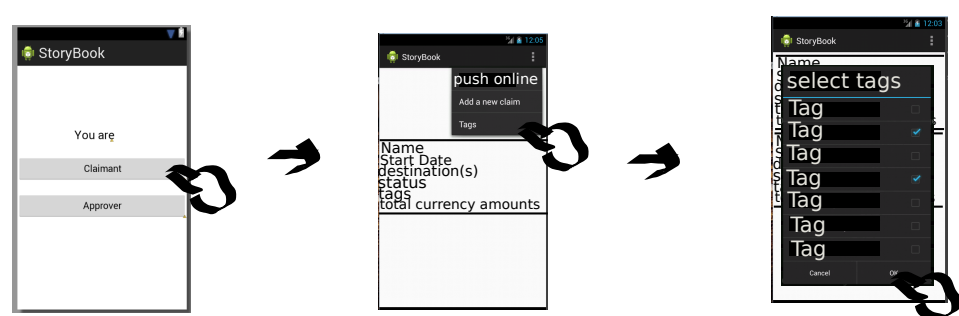 StoryBook
You are
Claimant
Approver
12:05
StoryBook
push online
Add a new claim
Tags
Name
Start Date
destination(s)
status
tags
total currency amounts
12:03
StoryBook
Name
select tags
Tag
Tag
Tag
Tag
Tag
Tag
Tag
Cancel
OK